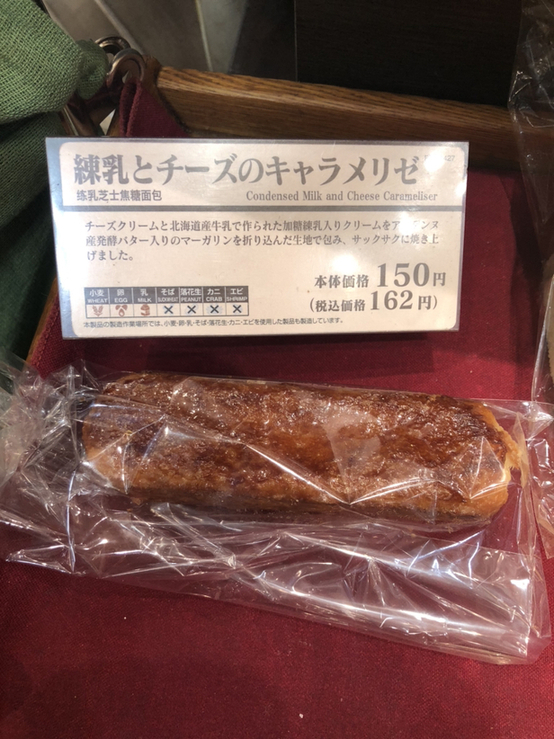 練乳とチーズのキャラメリゼ
练乳芝士焦糖面包
Condensed Milk and Cheese Carameliser
チーズクリームと北海道産牛乳で作られた加糖練乳入りクリームをア
ンヌ
産発酵バター入りのマーガリンを折り込んだ生地で包み、サックサクに焼き上
げました。
本体価格 150円
(税込価格 162円)
小麦 卵 乳 そば 落花生 カニ エビ
WHEAT EGG MILK BUCKWHEAT PEANUT CRAB SHRIMP
本製品の製造作業場所では、小麦・卵・乳・そば・落花生・カニ・エビを使用した製品も製造しています。